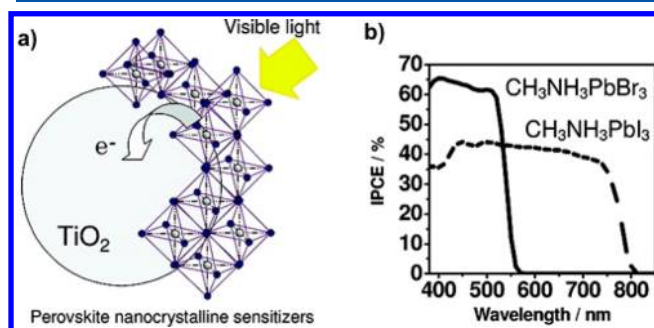 a)
Visible light
e-
TiO2
Perovskite nanocrystalline sensitizers
b)
70
60
50
40
30
20
10
0
IPCE / %
CH3NH3PbBr3
CH3NH3PbI3
400 500 600 700 800
Wavelength / nm